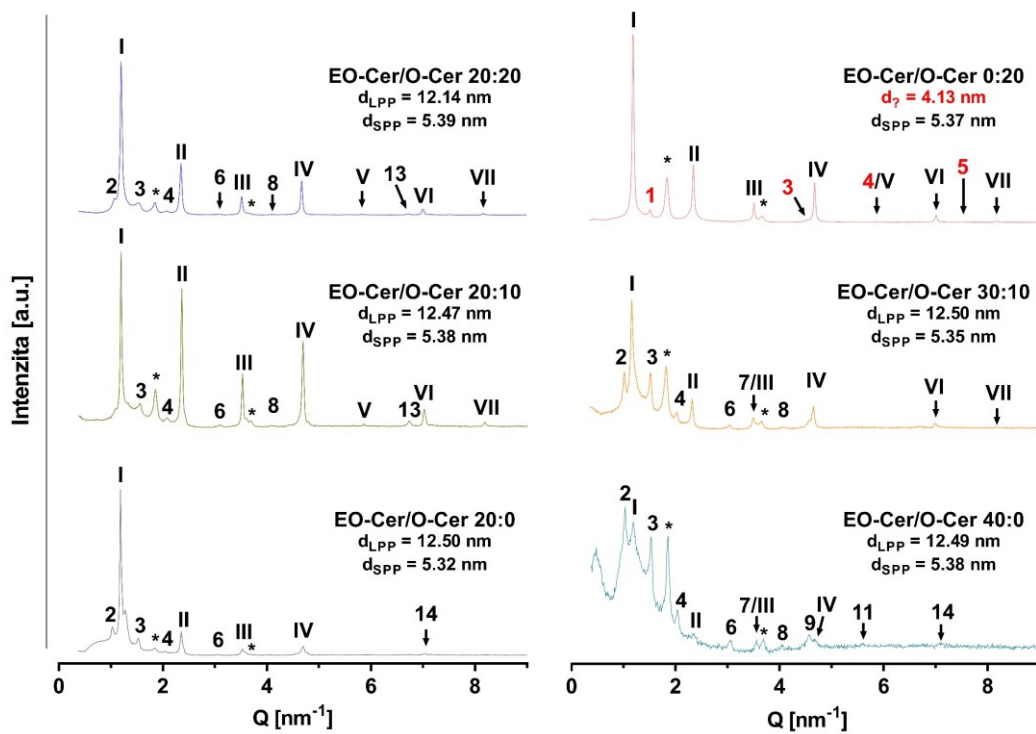 Intenzita [a.u.]
EO-Cer/O-Cer 20:20
d_LPP = 12.14 nm
d_SPP = 5.39 nm
I
2
3
*
4
II
6
III
*
8
IV
V
13
VI
VII
EO-Cer/O-Cer 20:10
d_LPP = 12.47 nm
d_SPP = 5.38 nm
I
3
*
4
II
6
III
*
8
IV
V
13
VI
VII
EO-Cer/O-Cer 20:0
d_LPP = 12.50 nm
d_SPP = 5.32 nm
I
2
3
*
4
II
6
III
*
IV
14
0 2 4 6 8
Q [nm⁻¹]
EO-Cer/O-Cer 0:20
d_? = 4.13 nm
d_SPP = 5.37 nm
I
1
*
II
III
*
3
IV
4/V
VI
5
VII
EO-Cer/O-Cer 30:10
d_LPP = 12.50 nm
d_SPP = 5.35 nm
2
I
3
*
4
II
6
7/III
*
8
IV
VI
VII
EO-Cer/O-Cer 40:0
d_LPP = 12.49 nm
d_SPP = 5.38 nm
2
I
3
*
4
II
6
7/III
*
8
9
IV
11
14
0 2 4 6 8
Q [nm⁻¹]